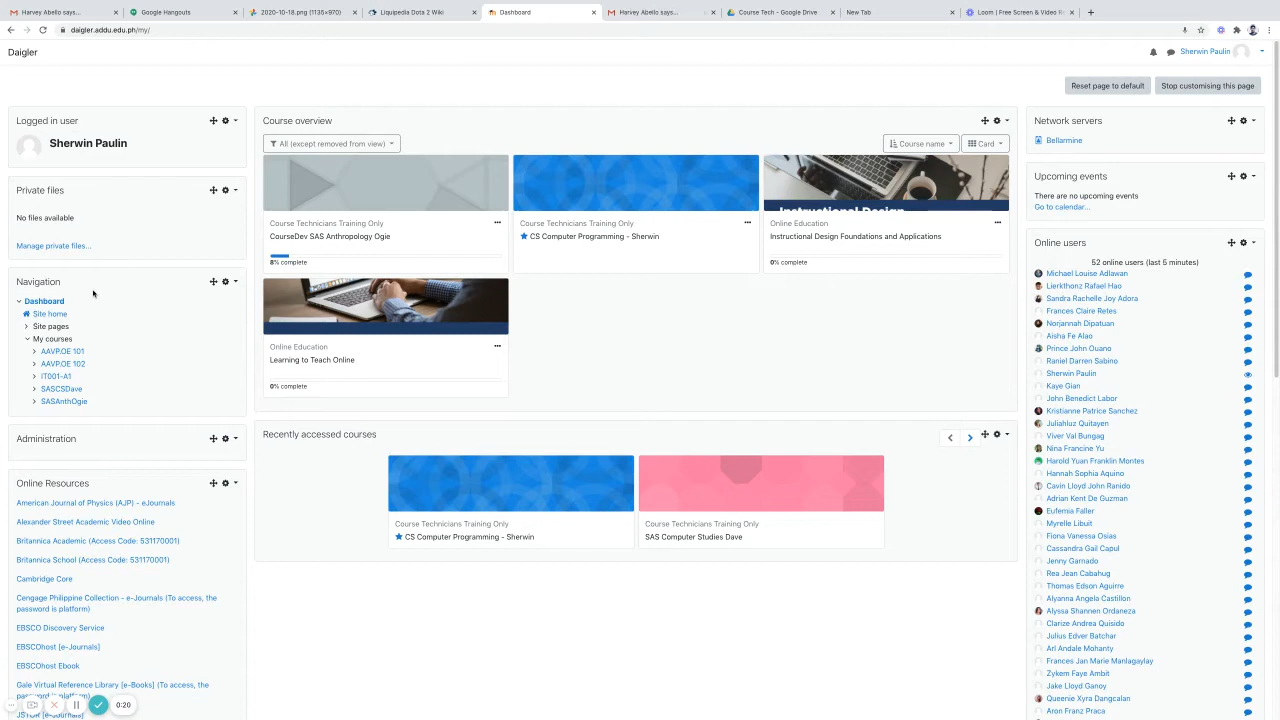 Harvey Abello says...
Google Hangouts
2020-10-18.png (1135×970)
Liquipedia Dota 2 Wiki
Dashboard
Harvey Abello says...
Course Tech - Google Drive
New Tab
Loom | Free Screen & Video R
daigler.addu.edu.ph/my/
Daigler
Sherwin Paulin
Reset page to default
Stop customising this page
Logged in user
Sherwin Paulin
Private files
No files available
Manage private files...
Navigation
Dashboard
Site home
Site pages
My courses
AAVP.OE 101
AAVP.OE 102
IT001-A1
SASCSDave
SASAnthOgie
Administration
Online Resources
American Journal of Physics (AJP) - eJournals
Alexander Street Academic Video Online
Britannica Academic (Access Code: 531170001)
Britannica School (Access Code: 531170001)
Cambridge Core
Cengage Philippine Collection - e-Journals (To access, the
password is platform)
EBSCO Discovery Service
EBSCOhost [e-Journals]
EBSCOhost Ebook
Gale Virtual Reference Library [e-Books] (To access, the
password is platform)
JSTOR [e-Journals]
0:20
Course overview
All (except removed from view)
Course name
Card
Course Technicians Training Only
CourseDev SAS Anthropology Ogie
8% complete
Course Technicians Training Only
CS Computer Programming - Sherwin
Instructional Design
Online Education
Instructional Design Foundations and Applications
0% complete
Online Education
Learning to Teach Online
0% complete
Recently accessed courses
Course Technicians Training Only
CS Computer Programming - Sherwin
Course Technicians Training Only
SAS Computer Studies Dave
Network servers
Bellarmine
Upcoming events
There are no upcoming events
Go to calendar...
Online users
52 online users (last 5 minutes)
Michael Louise Adlawan
Lierkthonz Rafael Hao
Sandra Rachelle Joy Adora
Frances Claire Retes
Norjannah Dipatuan
Aisha Fe Alao
Prince John Ouano
Raniel Darren Sabino
Sherwin Paulin
Kaye Gian
John Benedict Labor
Kristianne Patrice Sanchez
Juliahluz Quitayen
Viver Val Bungag
Nina Francine Yu
Harold Yuan Franklin Montes
Hannah Sophia Aquino
Cavin Lloyd John Ranido
Adrian Kent De Guzman
Eufemia Faller
Myrelle Libuit
Fiona Vanessa Osias
Cassandra Gail Capul
Jenny Garnado
Rea Jean Cabahug
Thomas Edson Aguirre
Alyanna Angela Castillon
Alyssa Shannen Ordaneza
Clarize Andrea Quisido
Julius Edver Batchar
Arl Andale Mohanty
Frances Jan Marie Manlagaylay
Zykem Faye Ambit
Jake Lloyd Ganoy
Queenie Xyra Dangcalan
Aron Franz Praca